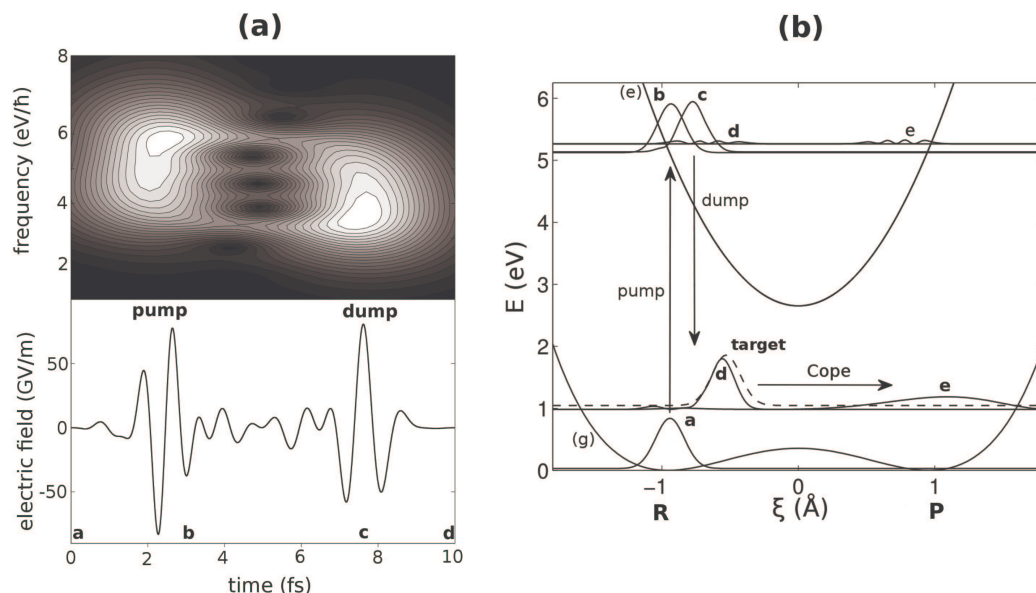 (a)
8
6
4
2
frequency (eV/ħ)
pump dump
50
0
-50
electric field (GV/m)
a b c d
0 2 4 6 8 10
time (fs)
(b)
6
5
4
3
2
1
0
E (eV)
(e) b c
d e
dump
pump
target
d
Cope
e
a
(g)
−1 0 1
R ξ (Å) P